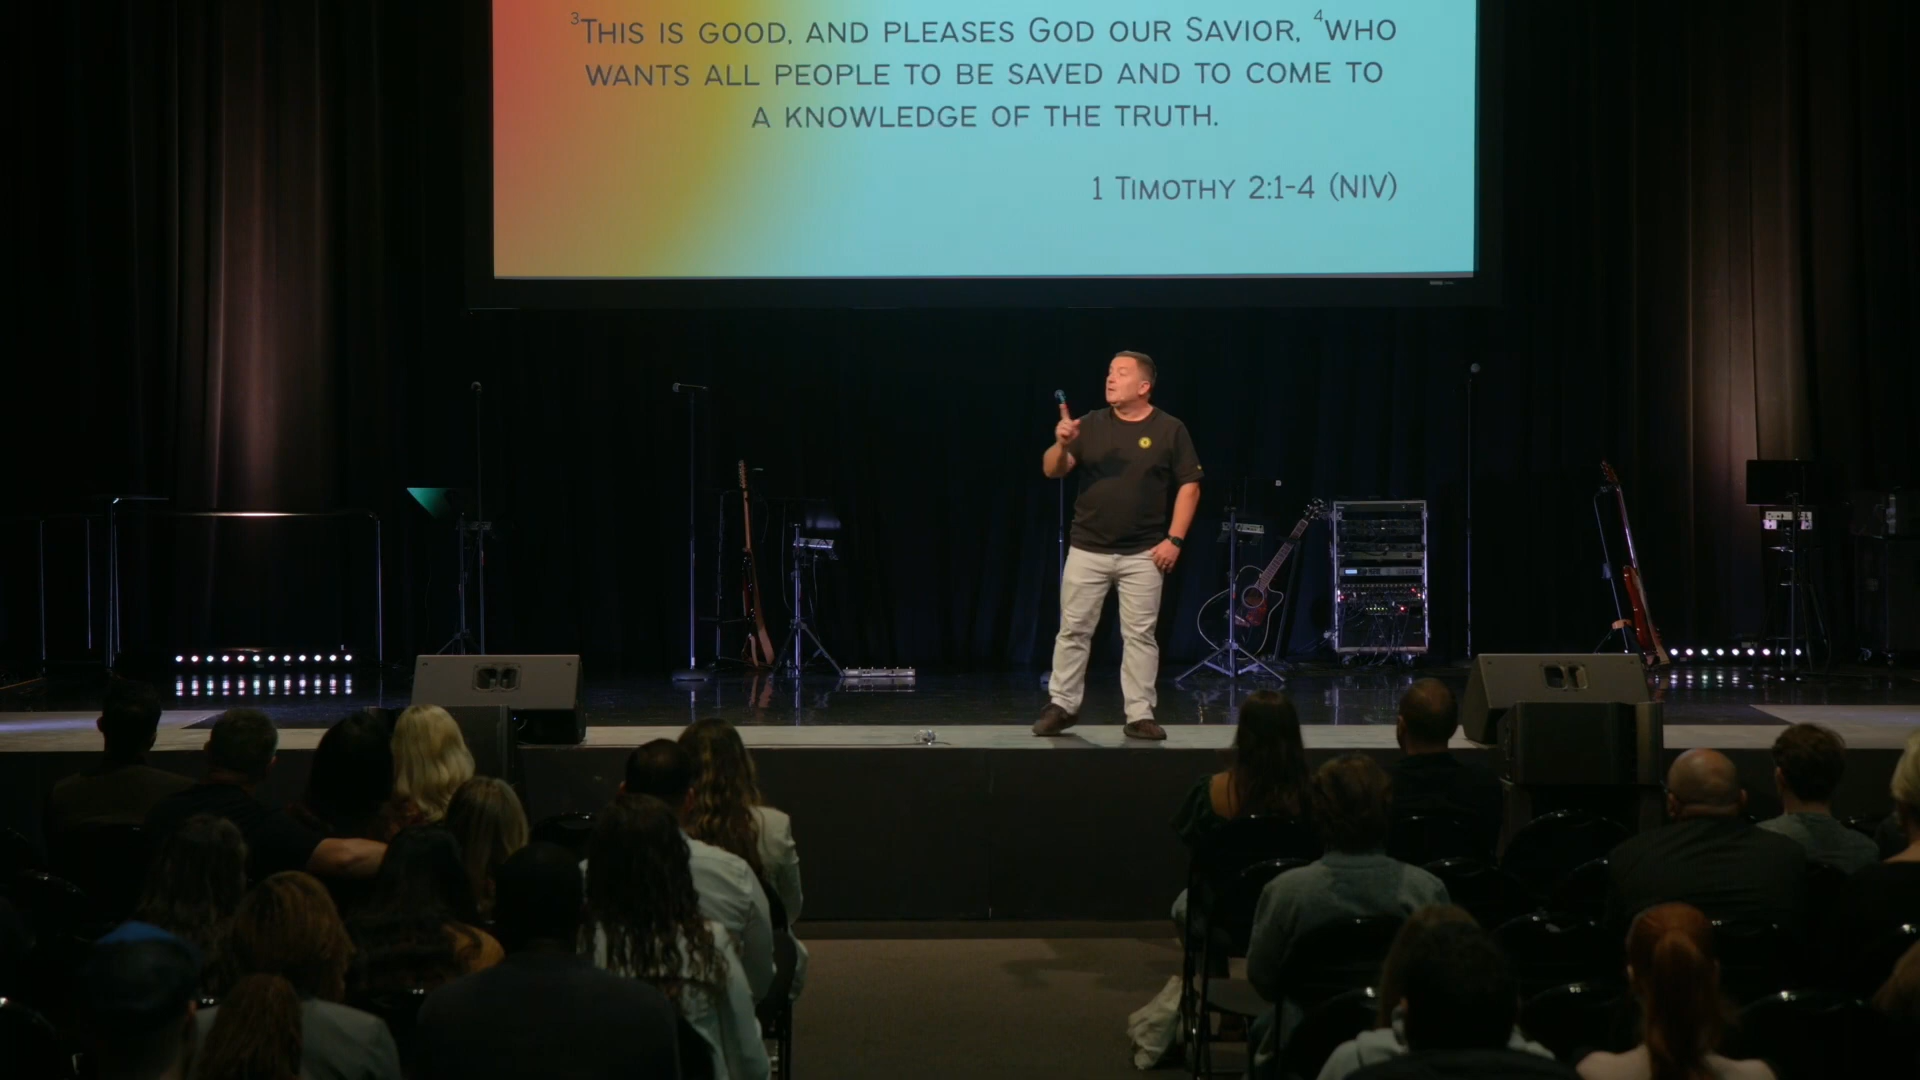 ³This is good, and pleases God our Savior, ⁴who
wants all people to be saved and to come to
a knowledge of the truth.
1 Timothy 2:1-4 (NIV)